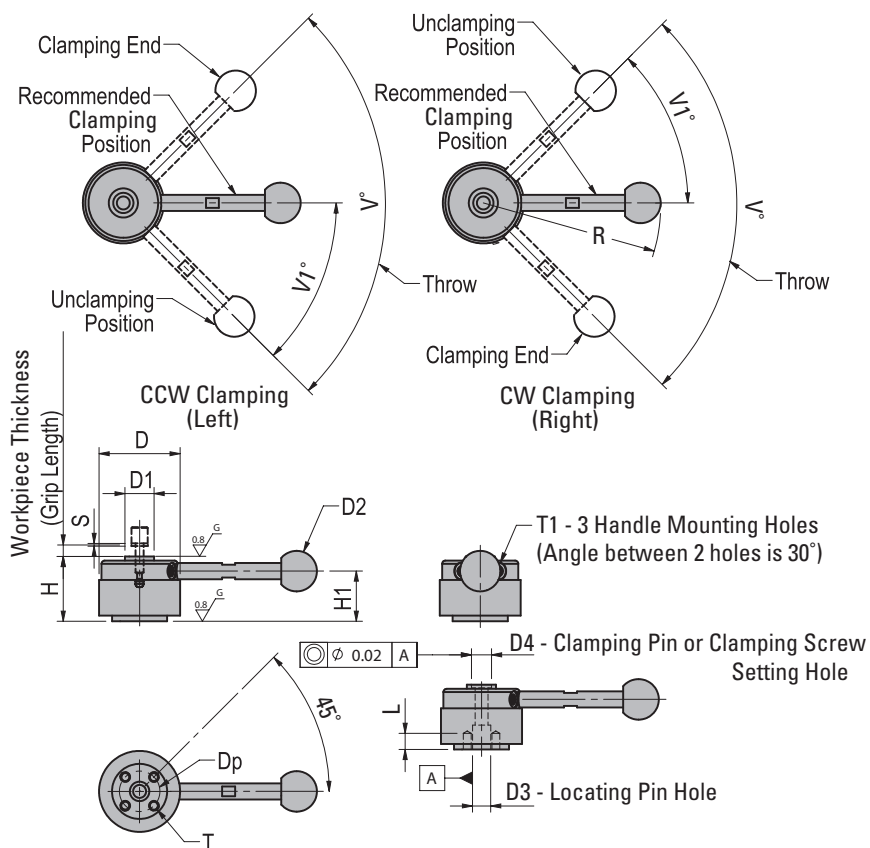 Clamping End
Recommended
Clamping
Position
V°
V1°
Throw
Unclamping
Position
CCW Clamping
(Left)
Unclamping
Position
Recommended
Clamping
Position
V1°
V°
R
Throw
Clamping End
CW Clamping
(Right)
Workpiece Thickness
(Grip Length)
D
D1
S
0.8
G
D2
H
0.8
G
H1
T1 - 3 Handle Mounting Holes
(Angle between 2 holes is 30°)
Ø 0.02 A
D4 - Clamping Pin or Clamping Screw
Setting Hole
L
A
D3 - Locating Pin Hole
45°
Dp
T